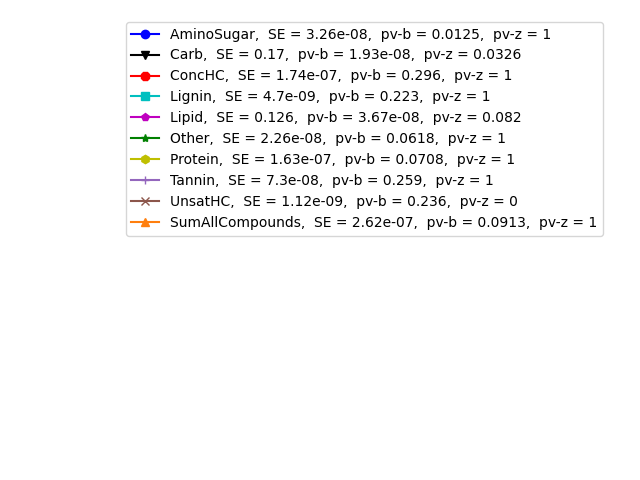 AminoSugar,  SE = 3.26e-08,  pv-b = 0.0125,  pv-z = 1
Carb,  SE = 0.17,  pv-b = 1.93e-08,  pv-z = 0.0326
ConcHC,  SE = 1.74e-07,  pv-b = 0.296,  pv-z = 1
Lignin,  SE = 4.7e-09,  pv-b = 0.223,  pv-z = 1
Lipid,  SE = 0.126,  pv-b = 3.67e-08,  pv-z = 0.082
Other,  SE = 2.26e-08,  pv-b = 0.0618,  pv-z = 1
Protein,  SE = 1.63e-07,  pv-b = 0.0708,  pv-z = 1
Tannin,  SE = 7.3e-08,  pv-b = 0.259,  pv-z = 1
UnsatHC,  SE = 1.12e-09,  pv-b = 0.236,  pv-z = 0
SumAllCompounds,  SE = 2.62e-07,  pv-b = 0.0913,  pv-z = 1